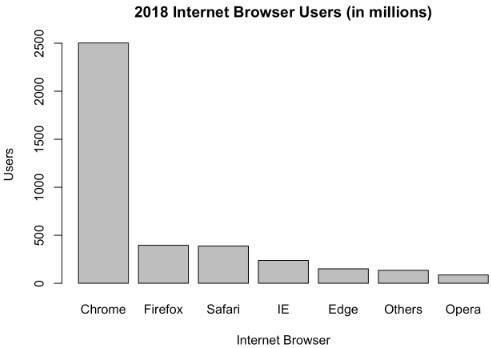 2018 Internet Browser Users (in millions)
Users
2500
2000
1500
1000
500
0
Chrome Firefox Safari IE Edge Others Opera
Internet Browser